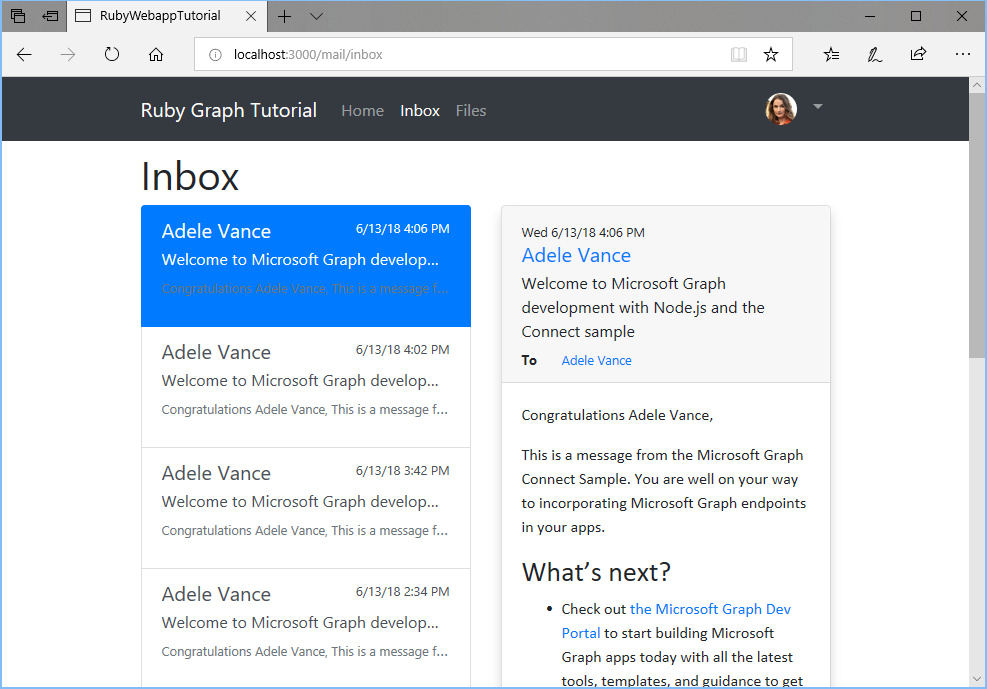 RubyWebappTutorial
localhost:3000/mail/inbox
Ruby Graph Tutorial Home Inbox Files
Inbox
Adele Vance 6/13/18 4:06 PM
Welcome to Microsoft Graph develop...
Congratulations Adele Vance, This is a message f...
Adele Vance 6/13/18 4:02 PM
Welcome to Microsoft Graph develop...
Congratulations Adele Vance, This is a message f...
Adele Vance 6/13/18 3:42 PM
Welcome to Microsoft Graph develop...
Congratulations Adele Vance, This is a message f...
Adele Vance 6/13/18 2:34 PM
Welcome to Microsoft Graph develop...
Congratulations Adele Vance, This is a message f...
Wed 6/13/18 4:06 PM
Adele Vance
Welcome to Microsoft Graph
development with Node.js and the
Connect sample
To Adele Vance
Congratulations Adele Vance,
This is a message from the Microsoft Graph
Connect Sample. You are well on your way
to incorporating Microsoft Graph endpoints
in your apps.
What's next?
• Check out the Microsoft Graph Dev
Portal to start building Microsoft
Graph apps today with all the latest
tools, templates, and guidance to get